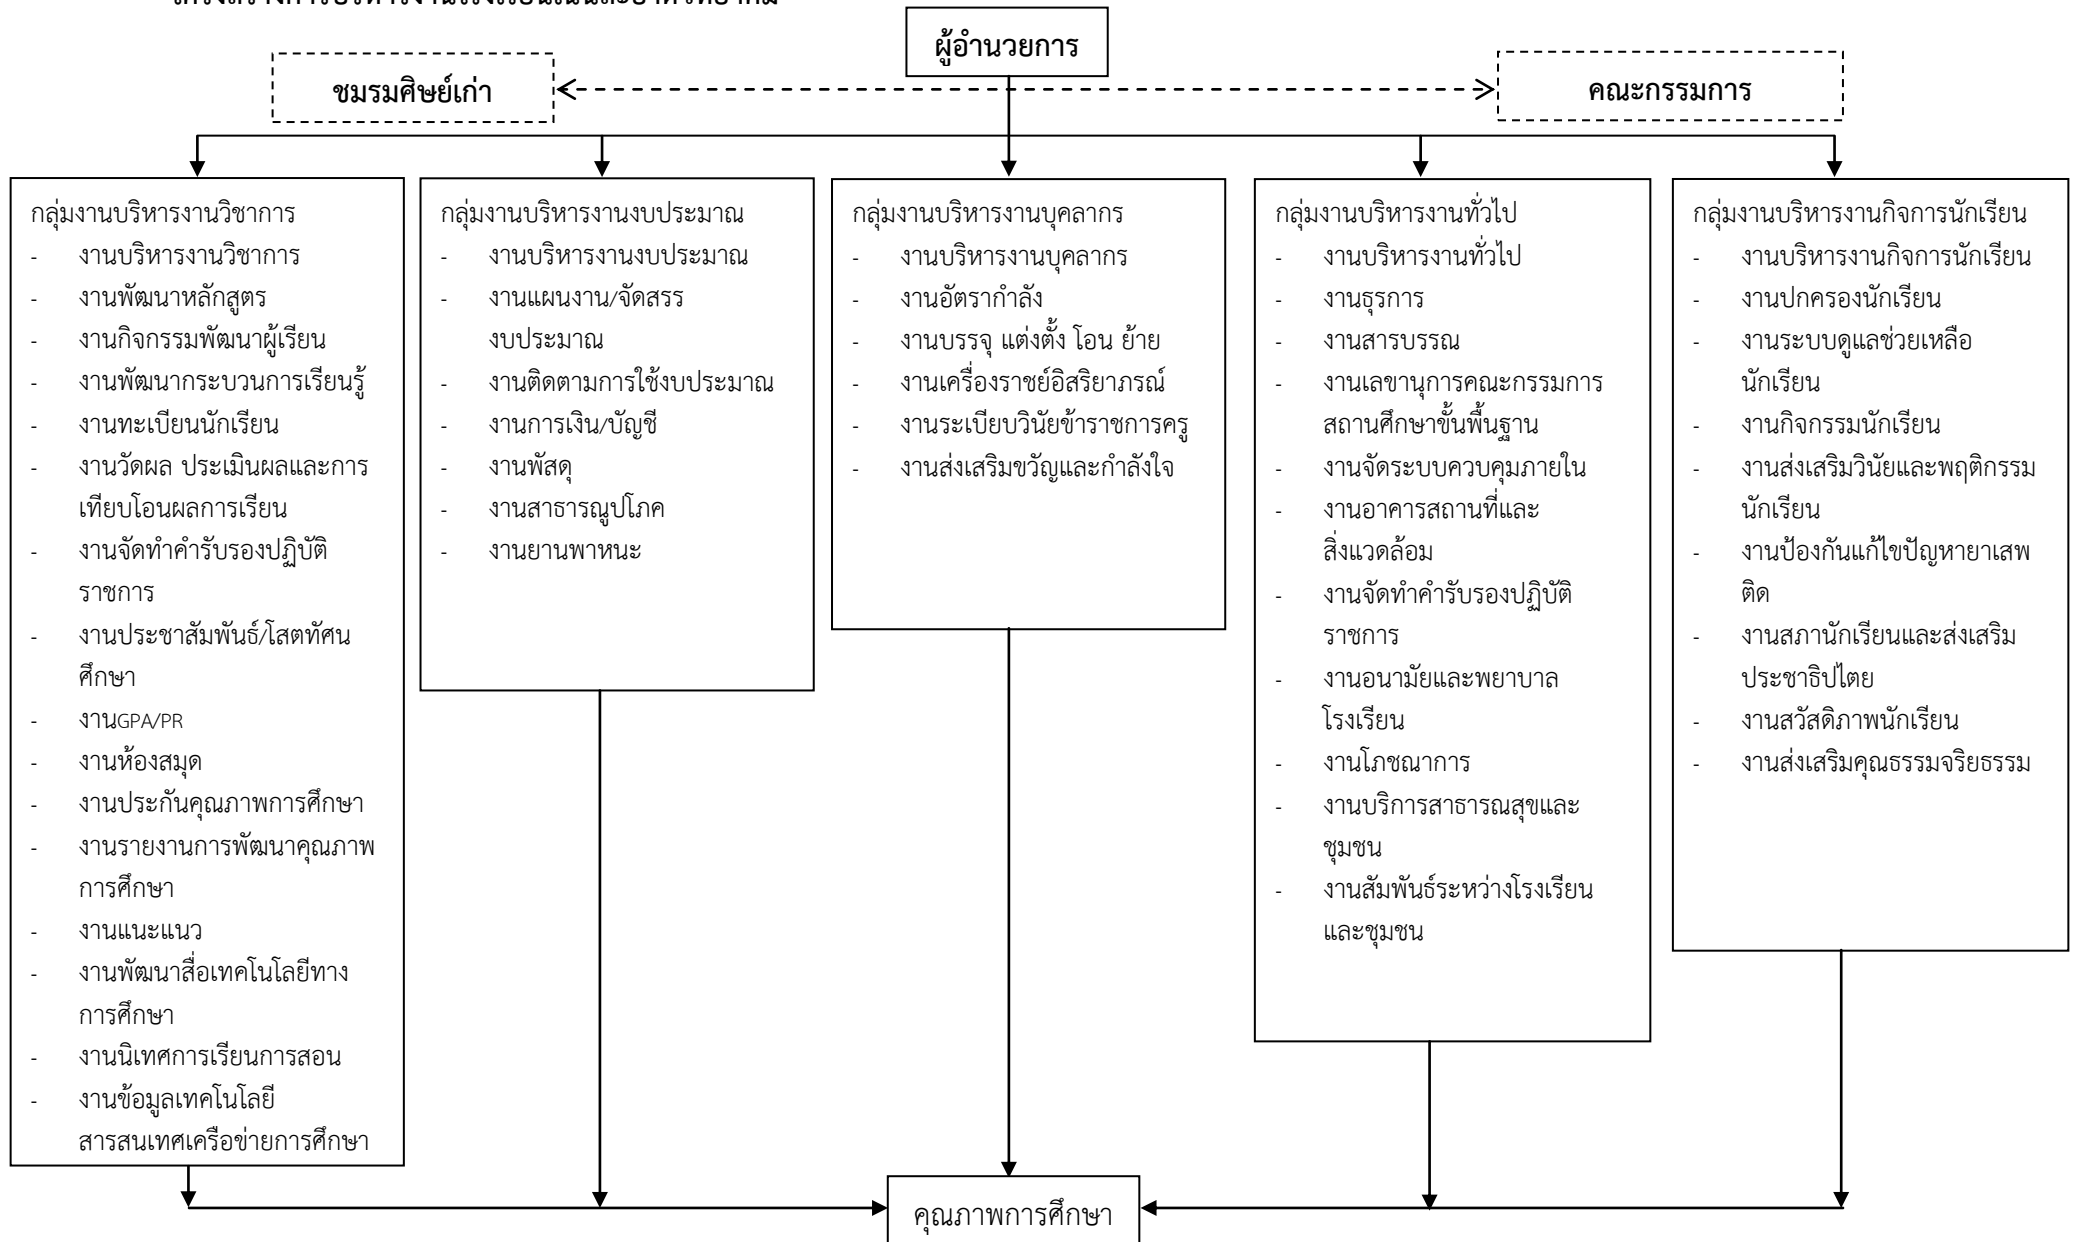 ผู้อำนวยการ
ชมรมศิษย์เก่า
คณะกรรมการ
กลุ่มงานบริหารงานวิชาการ
- งานบริหารงานวิชาการ
- งานพัฒนาหลักสูตร
- งานกิจกรรมพัฒนาผู้เรียน
- งานพัฒนากระบวนการเรียนรู้
- งานทะเบียนนักเรียน
- งานวัดผล ประเมินผลและการ
เทียบโอนผลการเรียน
- งานจัดทำคำรับรองปฏิบัติ
ราชการ
- งานประชาสัมพันธ์/โสตทัศน
ศึกษา
- งานGPA/PR
- งานห้องสมุด
- งานประกันคุณภาพการศึกษา
- งานรายงานการพัฒนาคุณภาพ
การศึกษา
- งานแนะแนว
- งานพัฒนาสื่อเทคโนโลยีทาง
การศึกษา
- งานนิเทศการเรียนการสอน
- งานข้อมูลเทคโนโลยี
สารสนเทศเครือข่ายการศึกษา
กลุ่มงานบริหารงานงบประมาณ
- งานบริหารงานงบประมาณ
- งานแผนงาน/จัดสรร
งบประมาณ
- งานติดตามการใช้งบประมาณ
- งานการเงิน/บัญชี
- งานพัสดุ
- งานสาธารณูปโภค
- งานยานพาหนะ
กลุ่มงานบริหารงานบุคลากร
- งานบริหารงานบุคลากร
- งานอัตรากำลัง
- งานบรรจุ แต่งตั้ง โอน ย้าย
- งานเครื่องราชย์อิสริยาภรณ์
- งานระเบียบวินัยข้าราชการครู
- งานส่งเสริมขวัญและกำลังใจ
กลุ่มงานบริหารงานทั่วไป
- งานบริหารงานทั่วไป
- งานธุรการ
- งานสารบรรณ
- งานเลขานุการคณะกรรมการ
สถานศึกษาขั้นพื้นฐาน
- งานจัดระบบควบคุมภายใน
- งานอาคารสถานที่และ
สิ่งแวดล้อม
- งานจัดทำคำรับรองปฏิบัติ
ราชการ
- งานอนามัยและพยาบาล
โรงเรียน
- งานโภชณาการ
- งานบริการสาธารณสุขและ
ชุมชน
- งานสัมพันธ์ระหว่างโรงเรียน
และชุมชน
กลุ่มงานบริหารงานกิจการนักเรียน
- งานบริหารงานกิจการนักเรียน
- งานปกครองนักเรียน
- งานระบบดูแลช่วยเหลือ
นักเรียน
- งานกิจกรรมนักเรียน
- งานส่งเสริมวินัยและพฤติกรรม
นักเรียน
- งานป้องกันแก้ไขปัญหายาเสพ
ติด
- งานสภานักเรียนและส่งเสริม
ประชาธิปไตย
- งานสวัสดิภาพนักเรียน
- งานส่งเสริมคุณธรรมจริยธรรม
คุณภาพการศึกษา